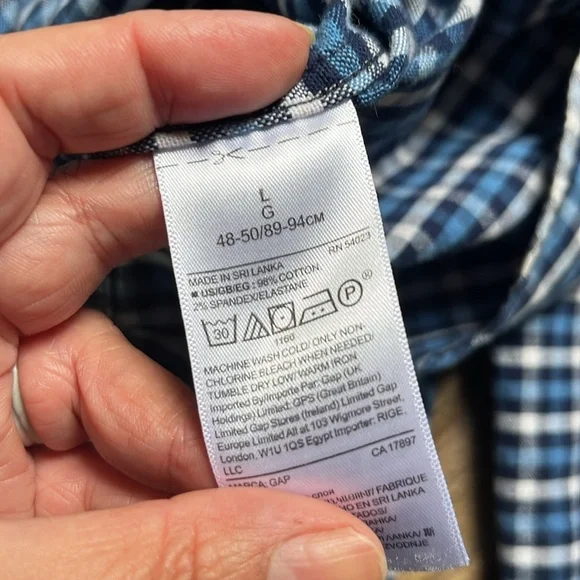 L
G
48-50/89-94CM
RN 54023
MADE IN SRI LANKA
US/GB/EG : 98% COTTON
2% SPANDEX/ELASTANE
30
P
®
1160
MACHINE WASH COLD/ ONLY NON-
CHLORINE BLEACH WHEN NEEDED/
TUMBLE DRY LOW/ WARM IRON
Imported By/Importe Par: Gap (UK
Holdings) Limited. GPS (Great Britain)
Limited Gap Stores (Ireland) Limited Gap
Europe Limited All at 103 Wigmore Street,
London, W1U 1QS Egypt Importer: RIGE,
LLC
CA 17897
MARCA: GAP
FABRIQUE
HO EN SRI LANKA